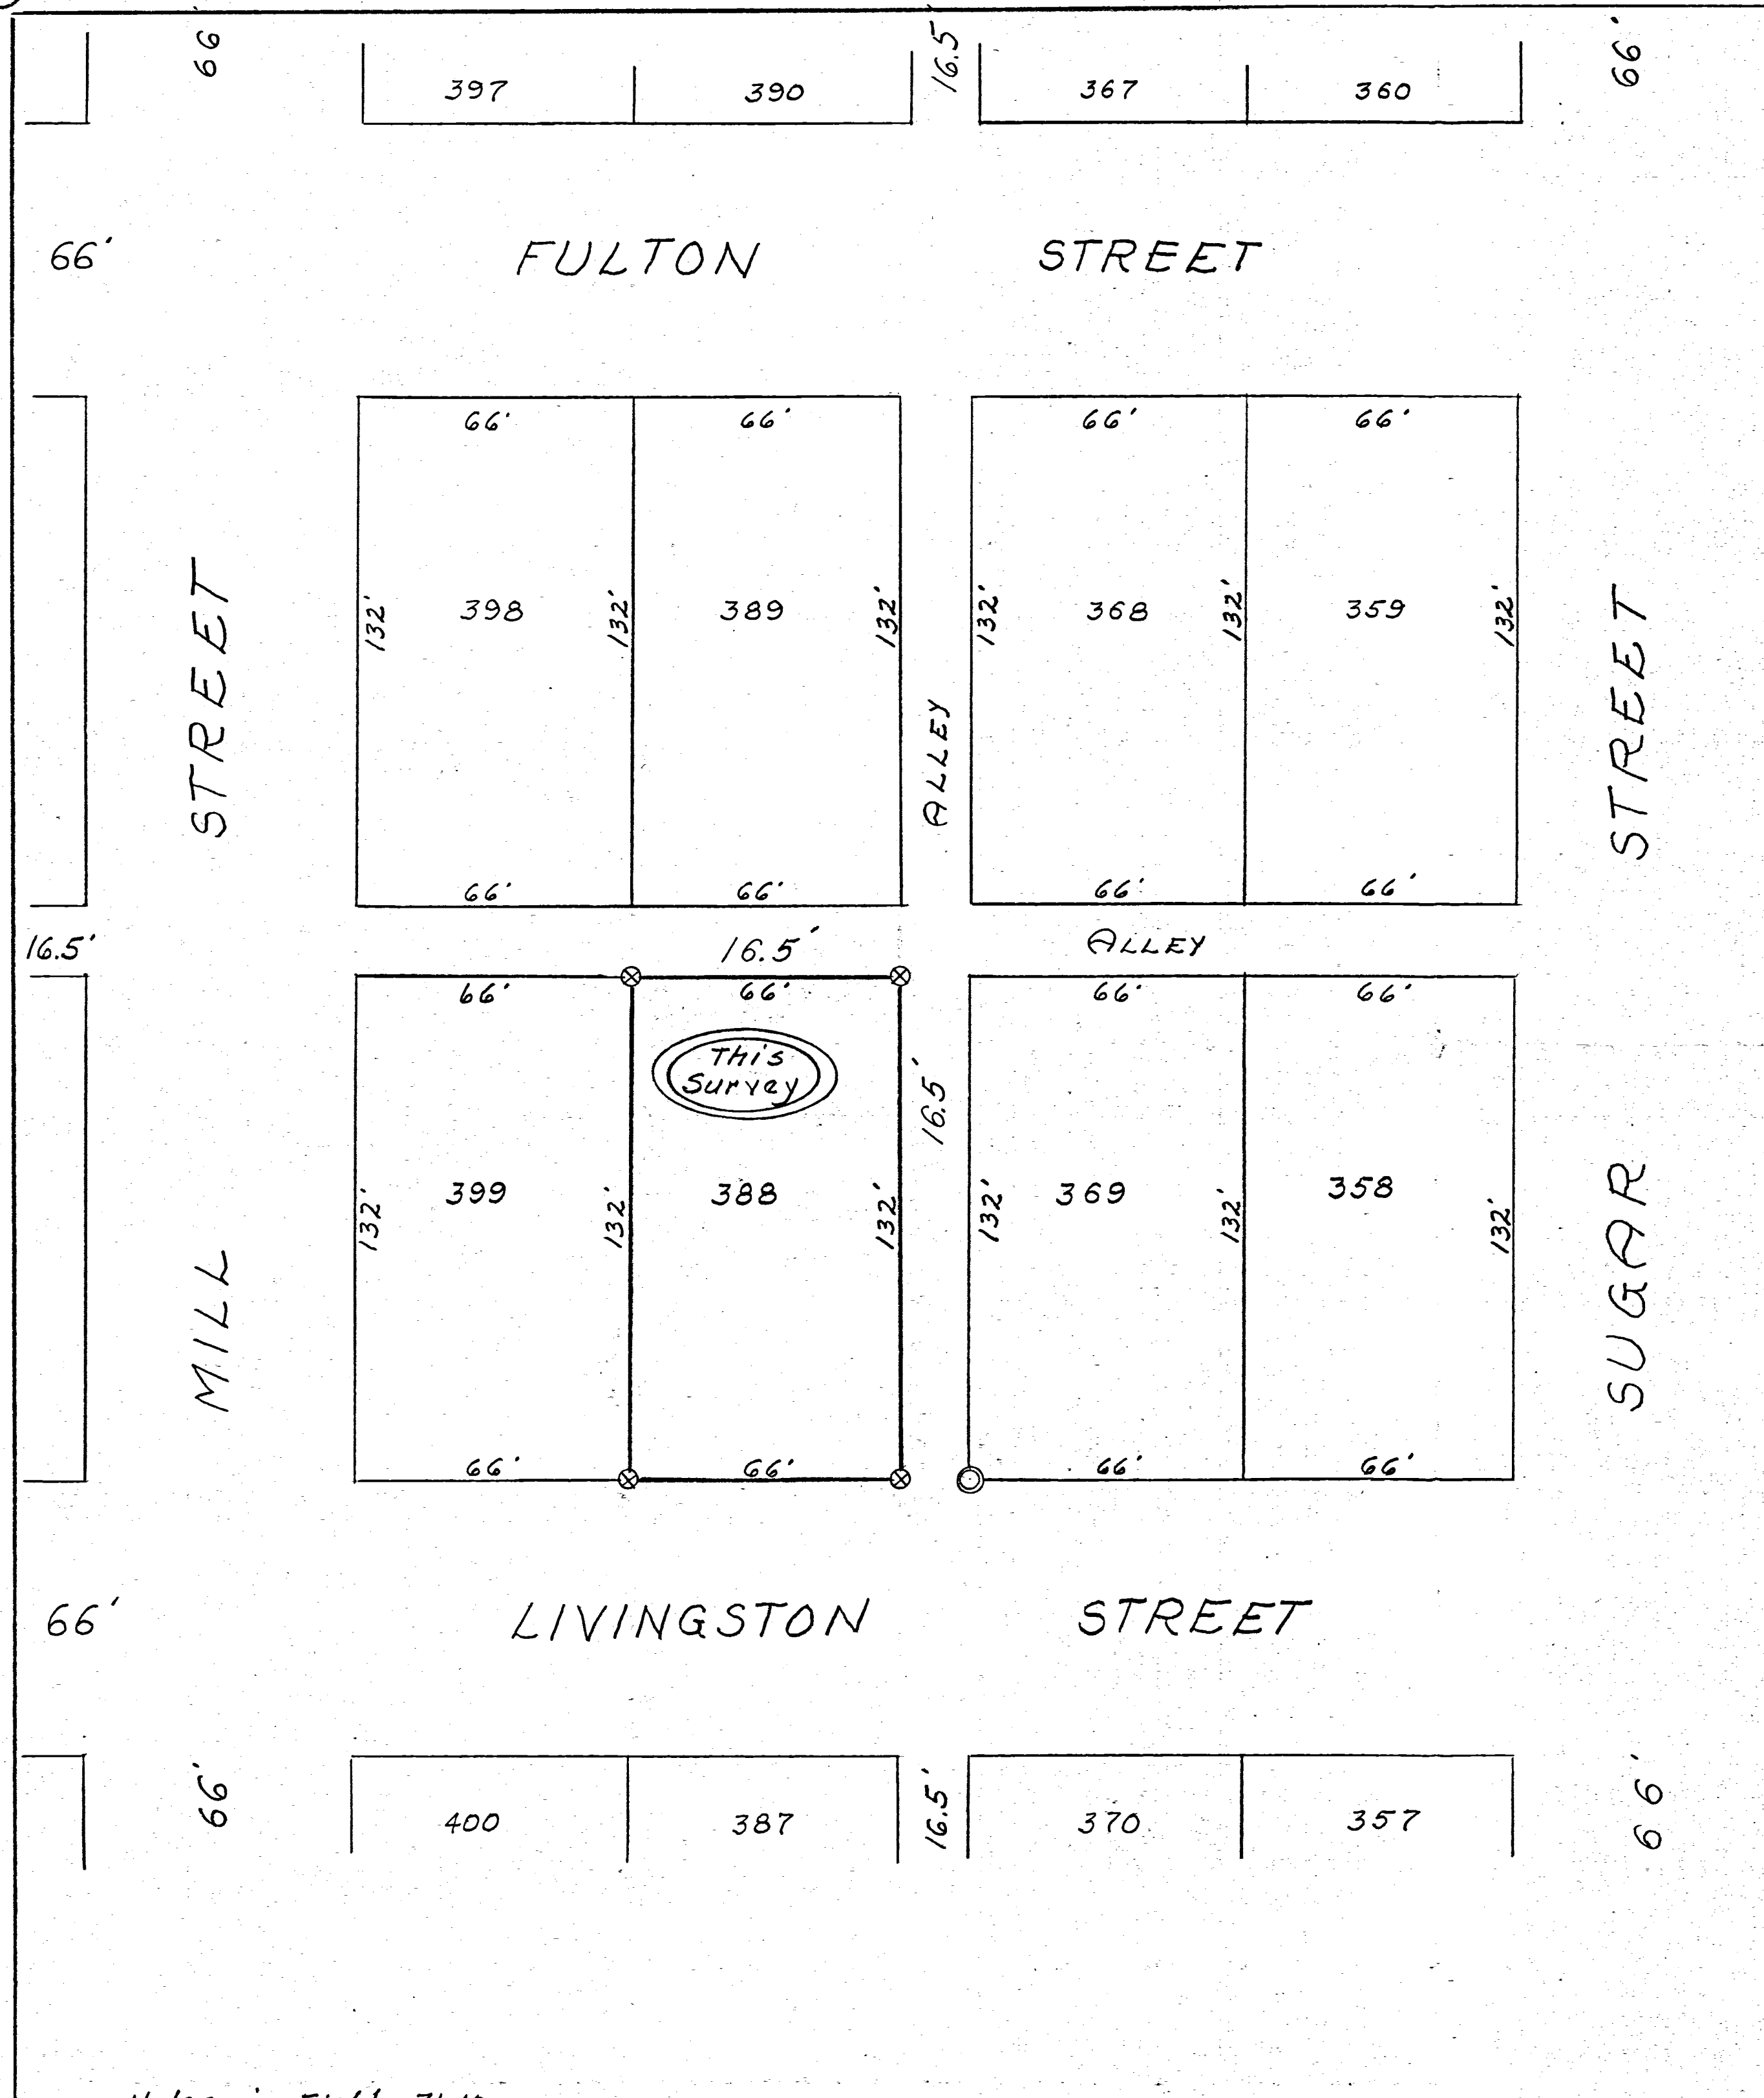 66
16.5'
66'
397 390 367 360
66' FULTON STREET
66' 66' 66' 66'
132' 398 132' 389 132' 132' 368 132' 359 132'
STREET
ALLEY
STREET
66' 66' 66' 66'
16.5' 16.5' ALLEY
66' 66' 66' 66'
This
Survey
16.5'
132' 399 132' 388 132' 132' 369 132' 358 132'
MILL
SUGAR
66' 66' 66' 66'
66' LIVINGSTON STREET
66' 400 387 16.5' 370 357 66'